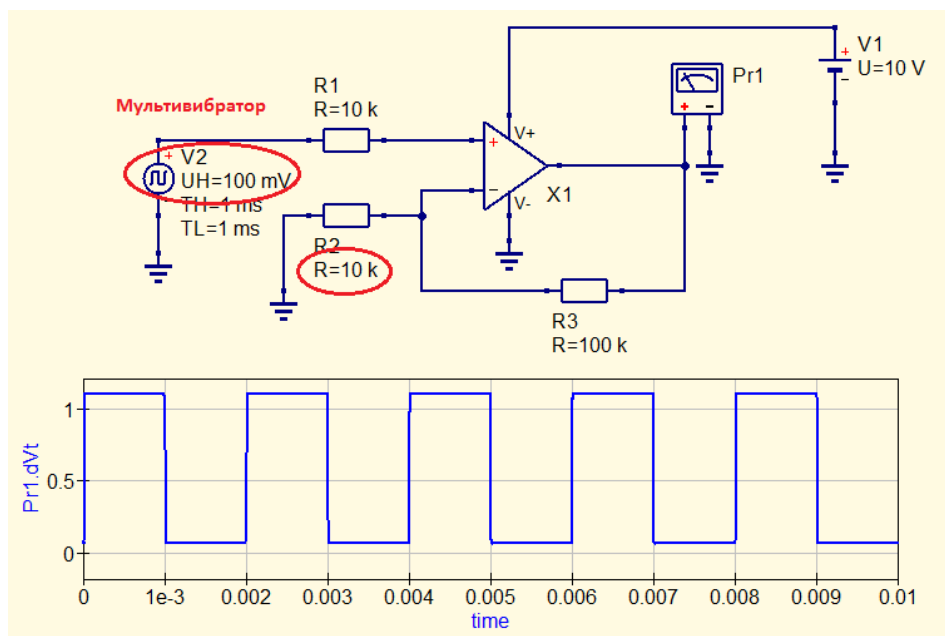 V1
U=10 V
+
−
Pr1
+ −
R1
R=10 k
Мультивибратор
+
V2
UH=100 mV
TH=1 ms
TL=1 ms
+
−
V+
V-
X1
R2
R=10 k
R3
R=100 k
Pr1.dVt
1
0.5
0
0 1e-3 0.002 0.003 0.004 0.005 0.006 0.007 0.008 0.009 0.01
time